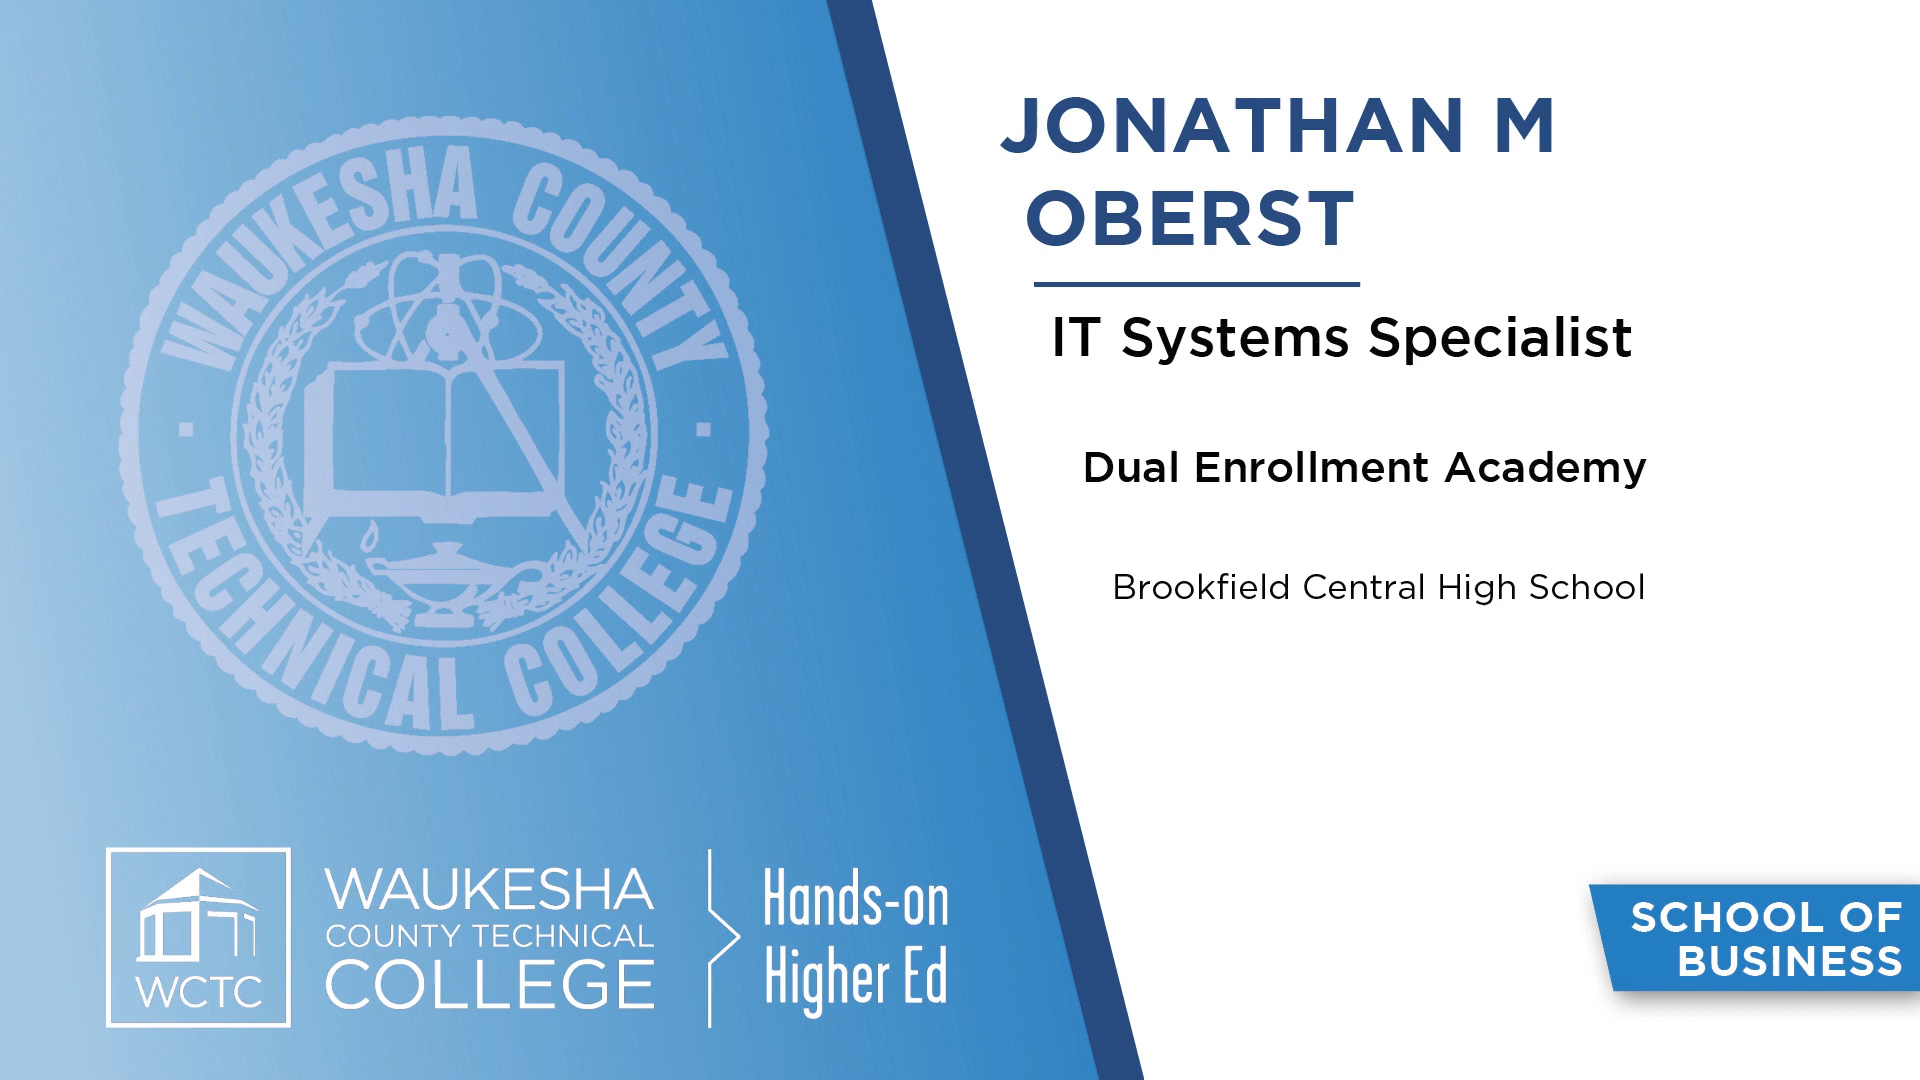 WAUKESHA COUNTY
TECHNICAL COLLEGE
WCTC
WAUKESHA
COUNTY TECHNICAL
COLLEGE
Hands-on
Higher Ed
JONATHAN M
OBERST
IT Systems Specialist
Dual Enrollment Academy
Brookfield Central High School
SCHOOL OF
BUSINESS